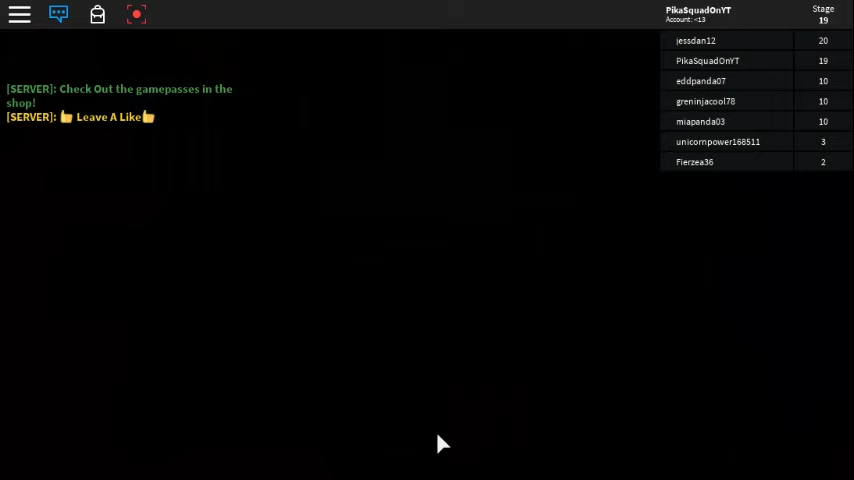 PikaSquadOnYT Stage
Account: <13 19
jessdan12 20
PikaSquadOnYT 19
[SERVER]: Check Out the gamepasses in the
shop!
[SERVER]: 👍 Leave A Like👍
eddpanda07 10
greninjacool78 10
miapanda03 10
unicornpower168511 3
Fierzea36 2